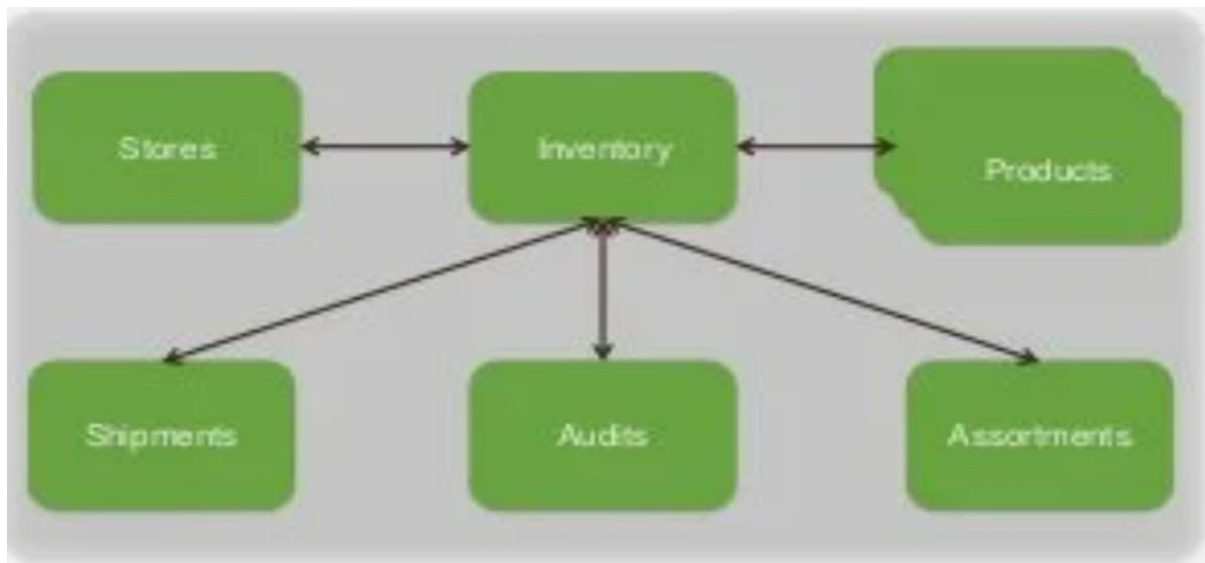 Stores
Inventory
Products
Shipments
Audits
Assortments